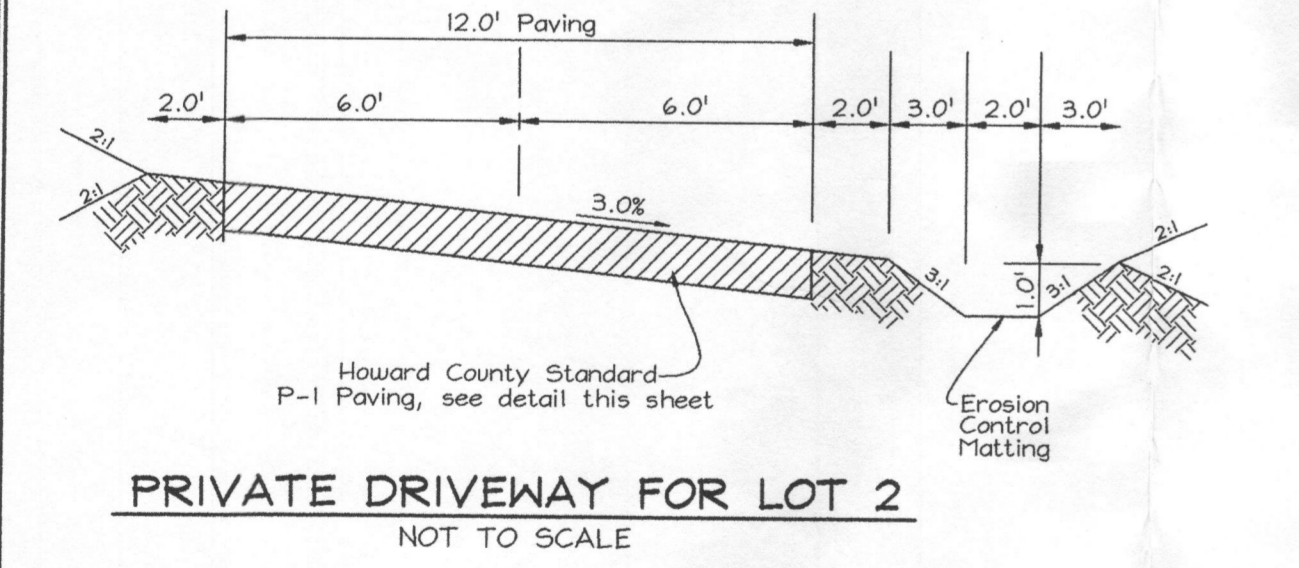 12.0' Paving
2.0' 6.0' 6.0' 2.0' 3.0' 2.0' 3.0'
2:1
2:1
3.0%
3:1
1.0'
3:1
2:1
2:1
Howard County Standard
P-1 Paving, see detail this sheet
Erosion
Control
Matting
PRIVATE DRIVEWAY FOR LOT 2
NOT TO SCALE